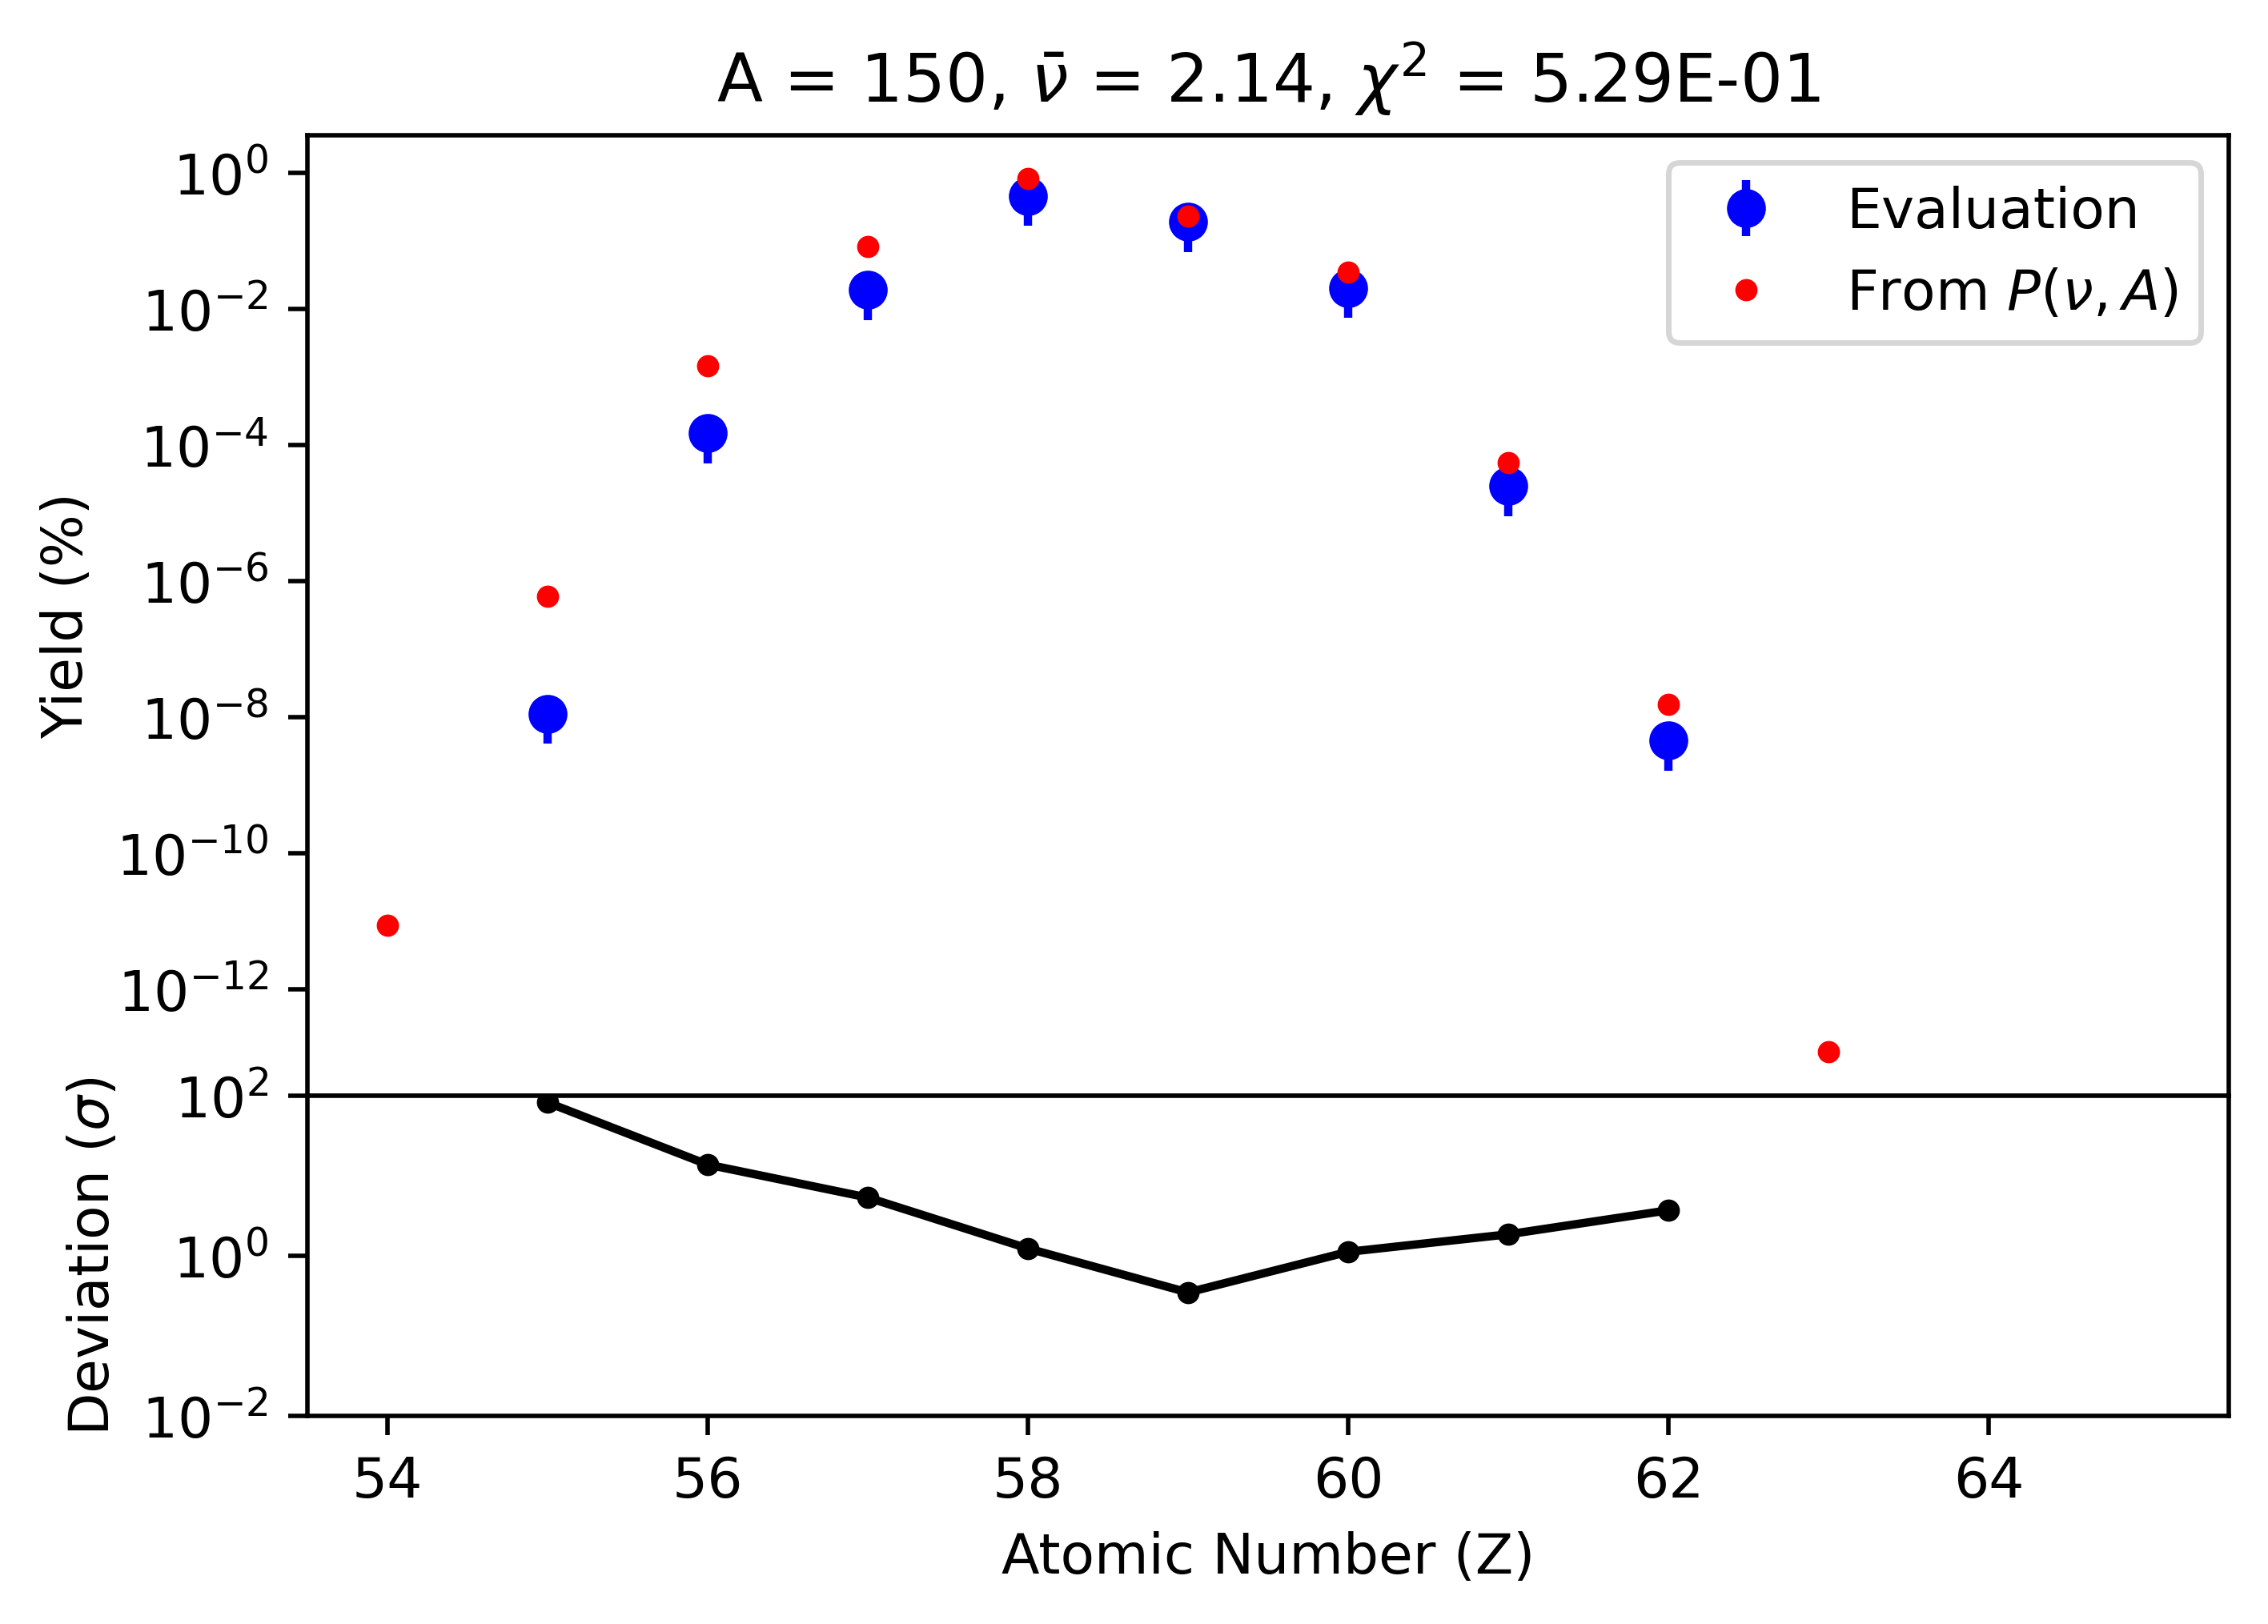 A = 150, ν̄ = 2.14, χ² = 5.29E-01
Evaluation
From P(ν, A)
Yield (%)
10⁰
10⁻²
10⁻⁴
10⁻⁶
10⁻⁸
10⁻¹⁰
10⁻¹²
Deviation (σ)
10²
10⁰
10⁻²
54 56 58 60 62 64
Atomic Number (Z)